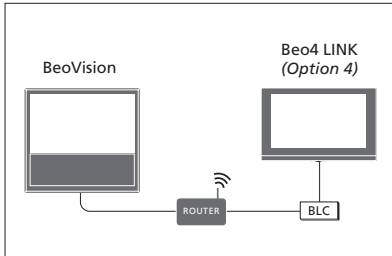 BeoVision
Beo4 LINK
(Option 4)
ROUTER
BLC